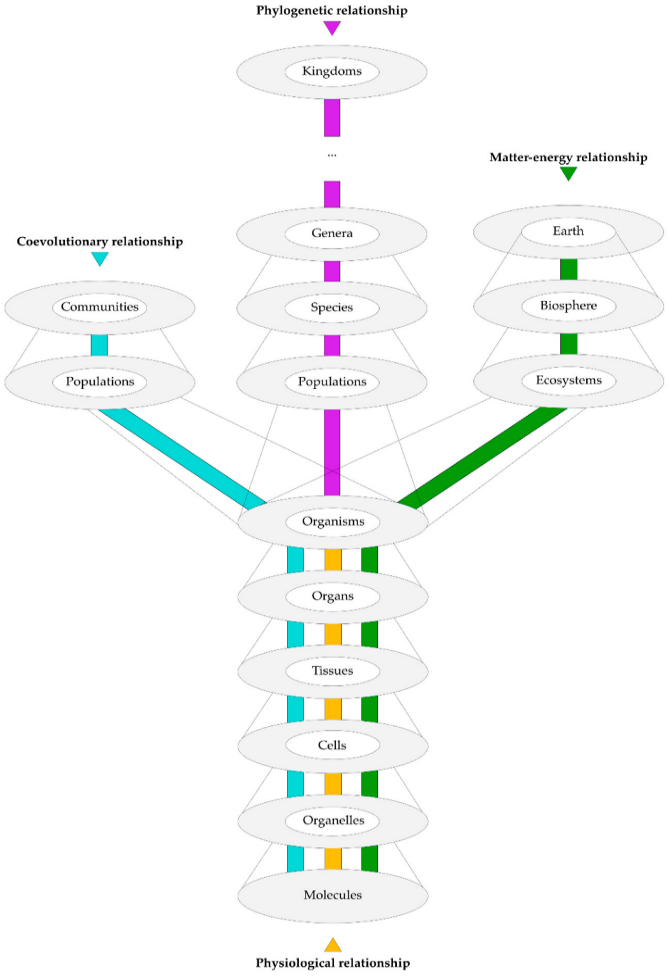 Phylogenetic relationship
Kingdoms
...
Matter-energy relationship
Genera
Earth
Coevolutionary relationship
Communities
Species
Biosphere
Populations
Populations
Ecosystems
Organisms
Organs
Tissues
Cells
Organelles
Molecules
Physiological relationship